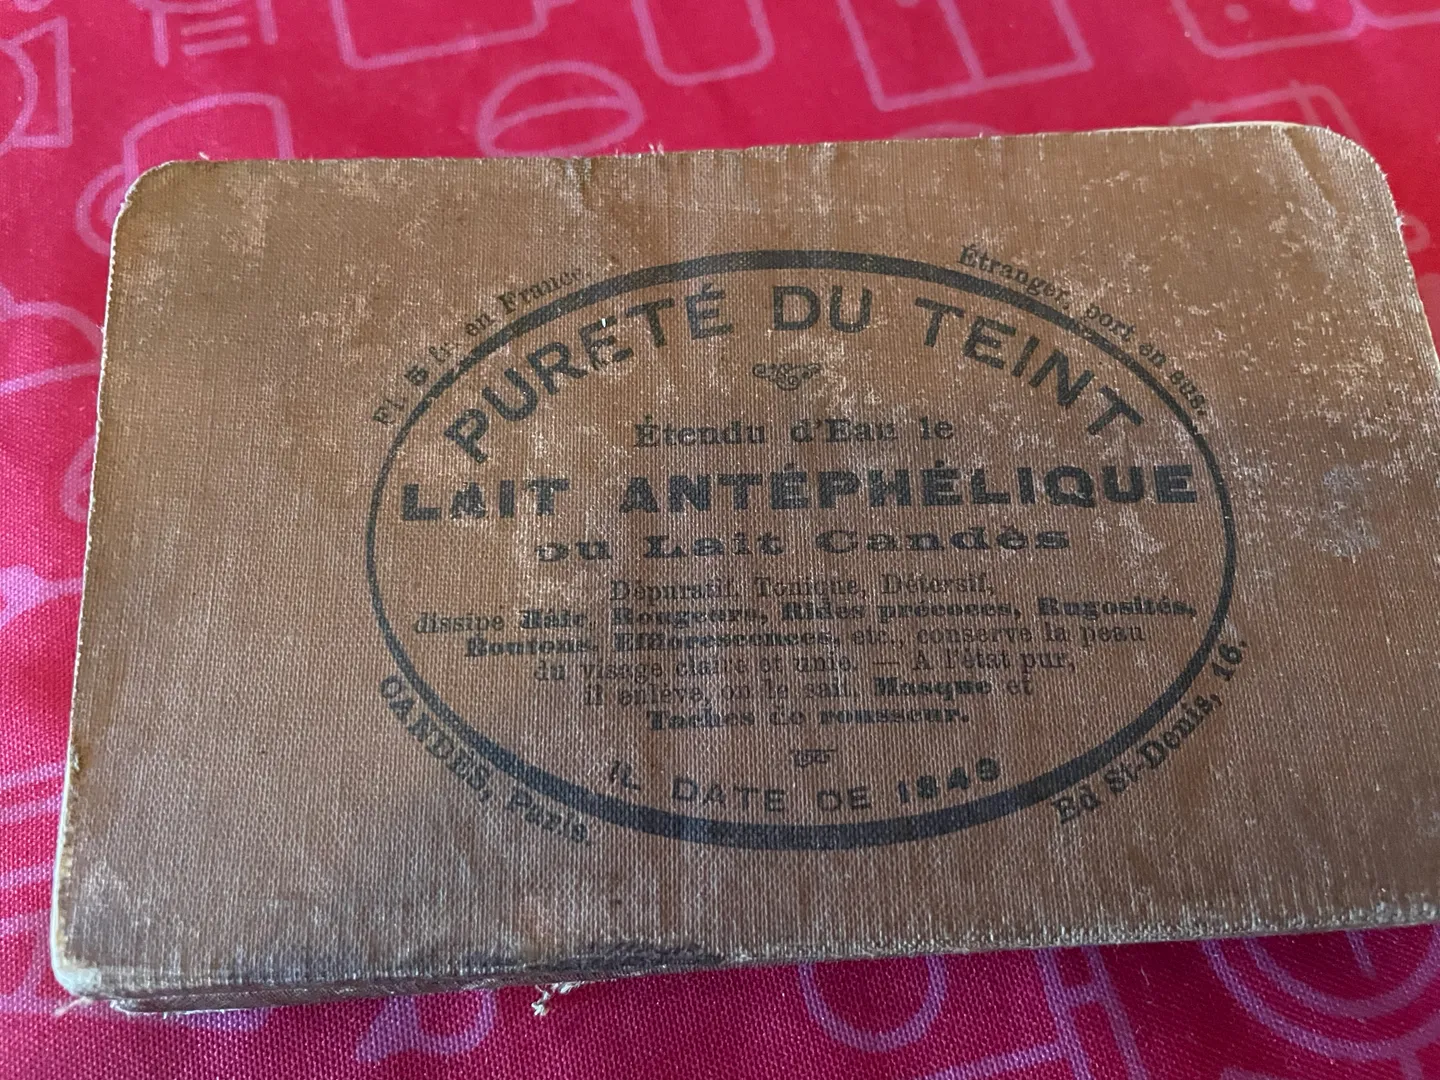 Fl. 5 fr. en France.
Étranger, port en sus.
PURETÉ DU TEINT
Étendu d'Eau le
LAIT ANTÉPHÉLIQUE
ou Lait Candès
Dépuratif, Tonique, Détersif,
dissipe Hâle, Rougeurs, Rides précoces, Rugosités,
Boutons, Efflorescences, etc., conserve la peau
du visage claire et unie. — A l'état pur,
il enlève, on le sait, Masque et
Taches de rousseur.
IL DATE DE 1849
CANDÈS, Paris
Bd St-Denis, 16.